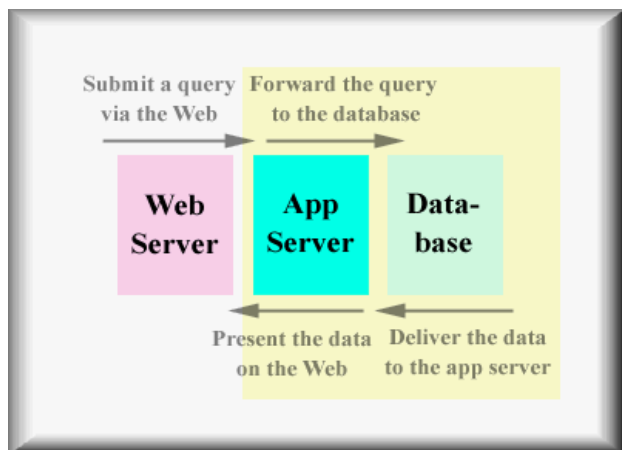 Submit a query
via the Web
Forward the query
to the database
Web
Server
App
Server
Data-
base
Present the data
on the Web
Deliver the data
to the app server